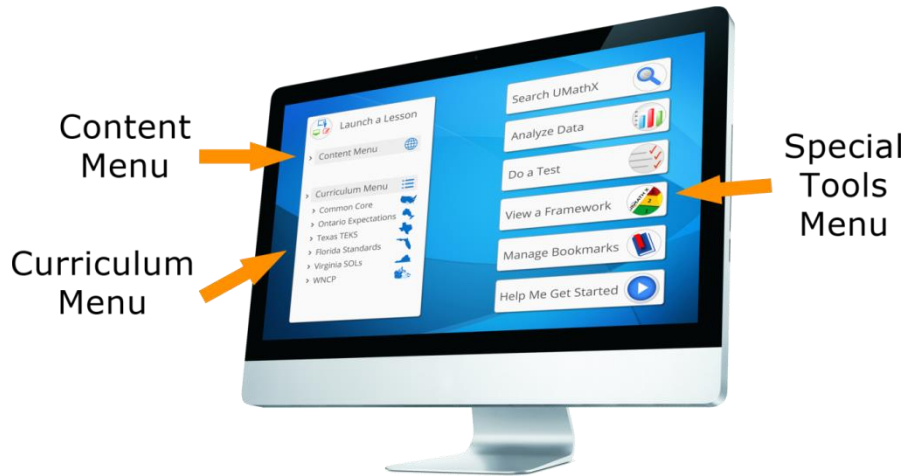 Content
Menu
Curriculum
Menu
Launch a Lesson
> Content Menu
> Curriculum Menu
> Common Core
> Ontario Expectations
> Texas TEKS
> Florida Standards
> Virginia SOLs
> WNCP
Search UMathX
Analyze Data
Do a Test
View a Framework
Manage Bookmarks
Help Me Get Started
Special
Tools
Menu